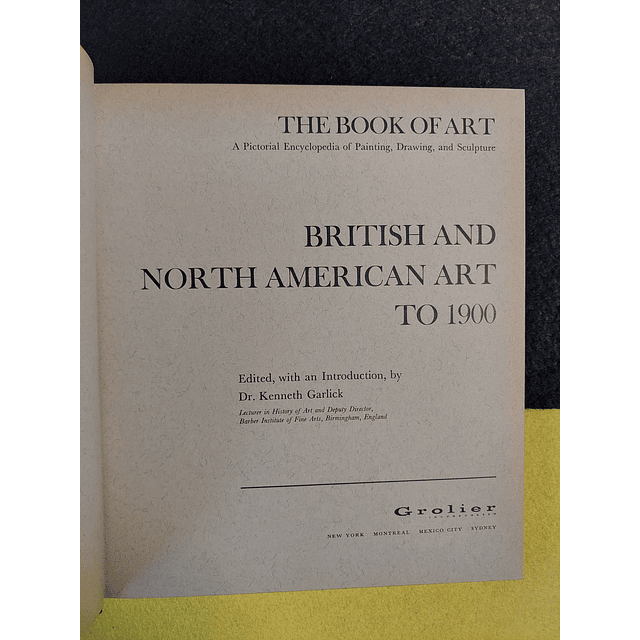 THE BOOK OF ART
A Pictorial Encyclopedia of Painting, Drawing, and Sculpture
BRITISH AND
NORTH AMERICAN ART
TO 1900
Edited, with an Introduction, by
Dr. Kenneth Garlick
Lecturer in History of Art and Deputy Director,
Barber Institute of Fine Arts, Birmingham, England
Grolier
INCORPORATED
NEW YORK MONTREAL MEXICO CITY SYDNEY